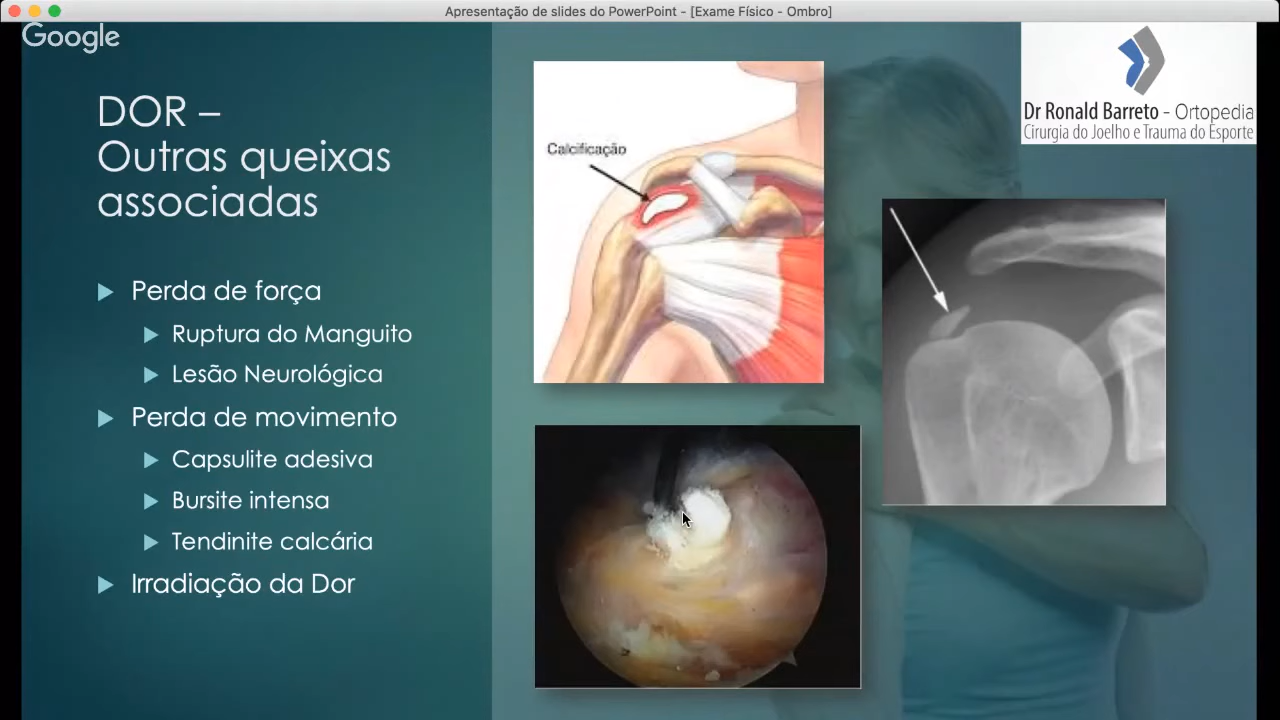 Apresentação de slides do PowerPoint - [Exame Físico - Ombro]
Google
DOR –
Outras queixas
associadas
Perda de força
Ruptura do Manguito
Lesão Neurológica
Perda de movimento
Capsulite adesiva
Bursite intensa
Tendinite calcária
Irradiação da Dor
Calcificação
Dr Ronald Barreto - Ortopedia
Cirurgia do Joelho e Trauma do Esporte